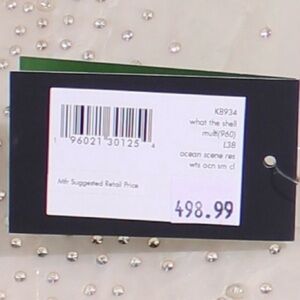 K8934
what the shell
multi(960)
L38
ocean scene res
wts ocn sm cl
1 96021 30125 4
Mfr Suggested Retail Price
498.99